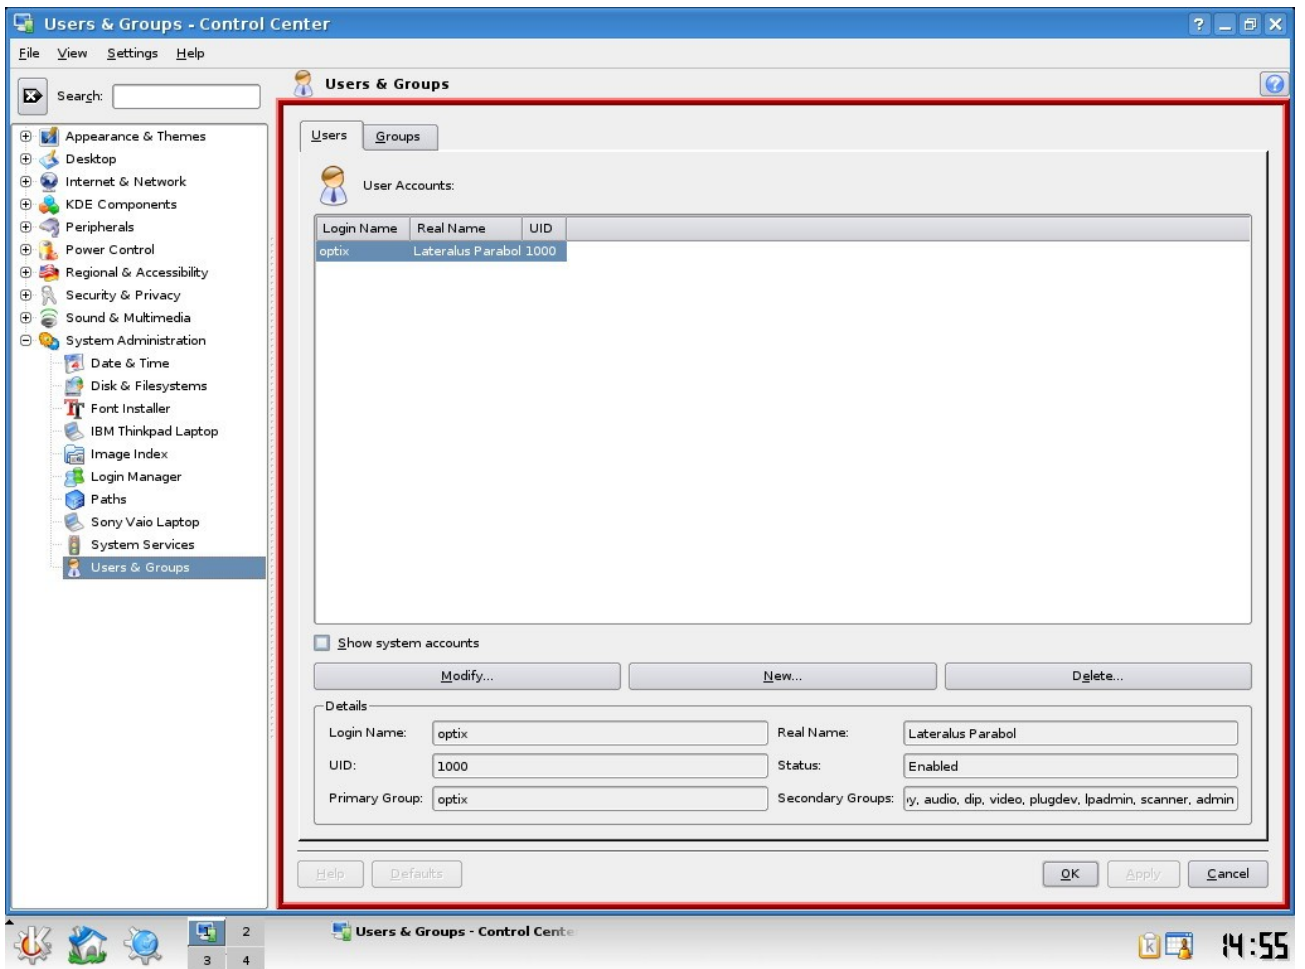 Users & Groups - Control Center
File View Settings Help
Search:
Users & Groups
Appearance & Themes
Desktop
Internet & Network
KDE Components
Peripherals
Power Control
Regional & Accessibility
Security & Privacy
Sound & Multimedia
System Administration
Date & Time
Disk & Filesystems
Font Installer
IBM Thinkpad Laptop
Image Index
Login Manager
Paths
Sony Vaio Laptop
System Services
Users & Groups
Users Groups
User Accounts:
Login Name Real Name UID
optix Lateralus Parabol 1000
Show system accounts
Modify... New... Delete...
Details
Login Name: optix Real Name: Lateralus Parabol
UID: 1000 Status: Enabled
Primary Group: optix Secondary Groups: audio, dip, video, plugdev, lpadmin, scanner, admin
Help Defaults OK Apply Cancel
2
3 4
Users & Groups - Control Cente
14:55